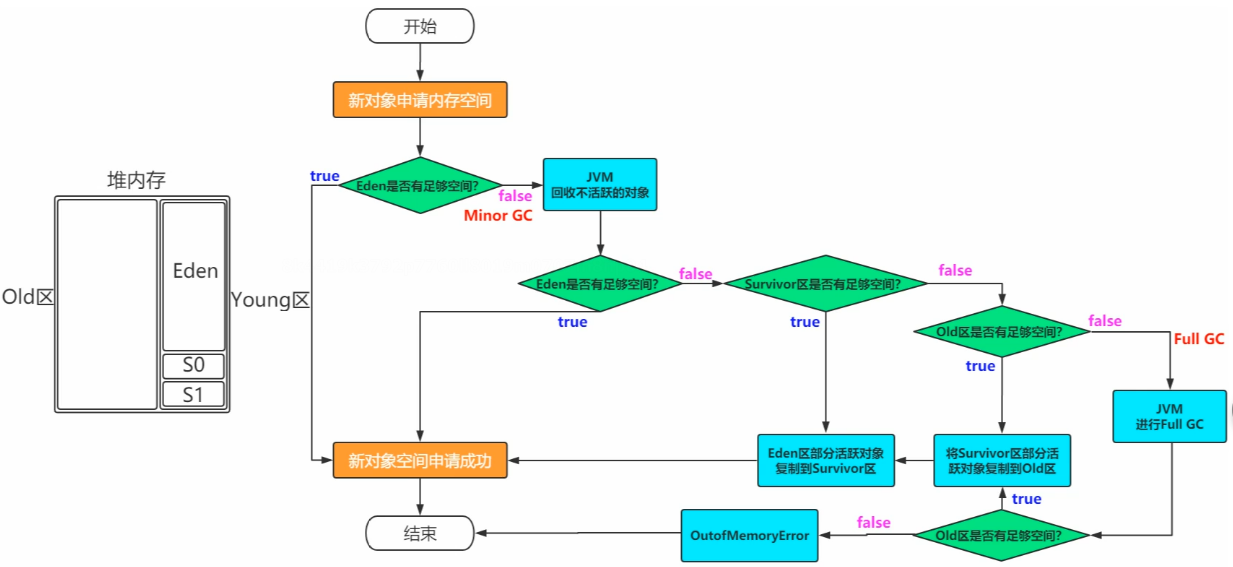 开始
新对象申请内存空间
true
Eden是否有足够空间?
false
Minor GC
JVM
回收不活跃的对象
堆内存
Old区
Eden
S0
S1
Young区
Eden是否有足够空间?
false
true
Survivor区是否有足够空间?
false
true
Old区是否有足够空间?
false
Full GC
true
JVM
进行Full GC
新对象空间申请成功
Eden区部分活跃对象
复制到Survivor区
将Survivor区部分活
跃对象复制到Old区
true
结束
OutofMemoryError
false
Old区是否有足够空间?